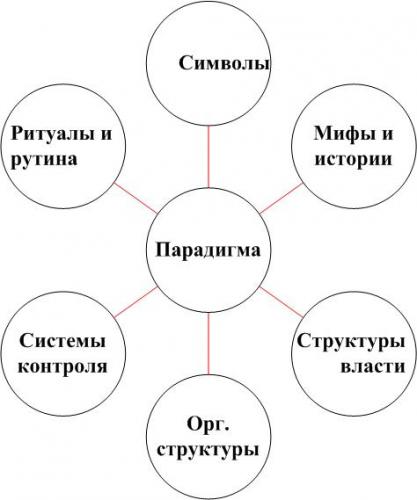 Символы
Ритуалы и
рутина
Мифы и
истории
Парадигма
Системы
контроля
Структуры
власти
Орг.
структуры